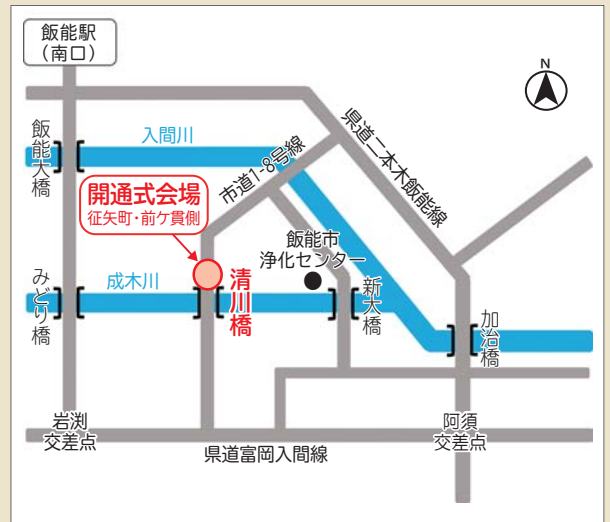 飯能駅
（南口）
N
入間川
飯能大橋
県道二本木飯能線
市道1-8号線
開通式会場
征矢町・前ケ貫側
飯能市
浄化センター
成木川
みどり橋
清川橋
新大橋
加治橋
岩渕
交差点
阿須
交差点
県道富岡入間線